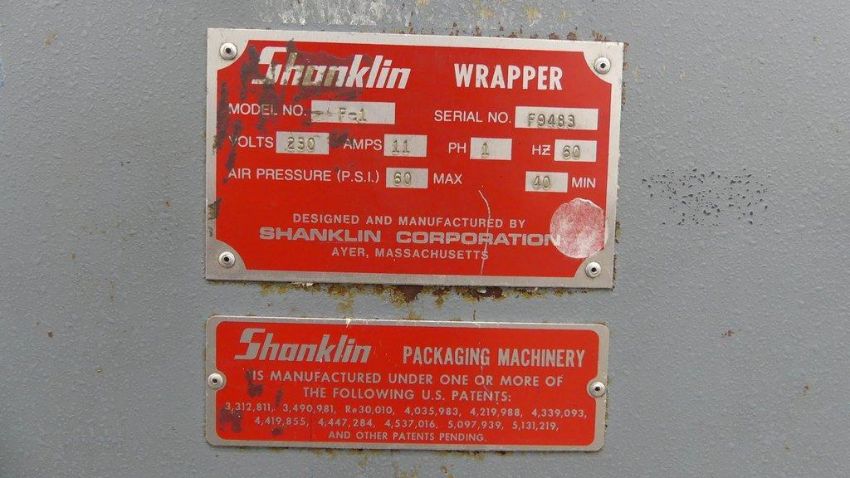 Shanklin WRAPPER
MODEL NO. F-1 SERIAL NO. F9483
VOLTS 230 AMPS 11 PH 1 HZ 60
AIR PRESSURE (P.S.I.) 60 MAX 40 MIN
DESIGNED AND MANUFACTURED BY
SHANKLIN CORPORATION
AYER, MASSACHUSETTS
Shanklin PACKAGING MACHINERY
IS MANUFACTURED UNDER ONE OR MORE OF
THE FOLLOWING U.S. PATENTS:
3,312,811, 3,490,981, Re30,010, 4,035,983, 4,219,988, 4,339,093,
4,419,855, 4,447,284, 4,537,016, 5,097,939, 5,131,219,
AND OTHER PATENTS PENDING.